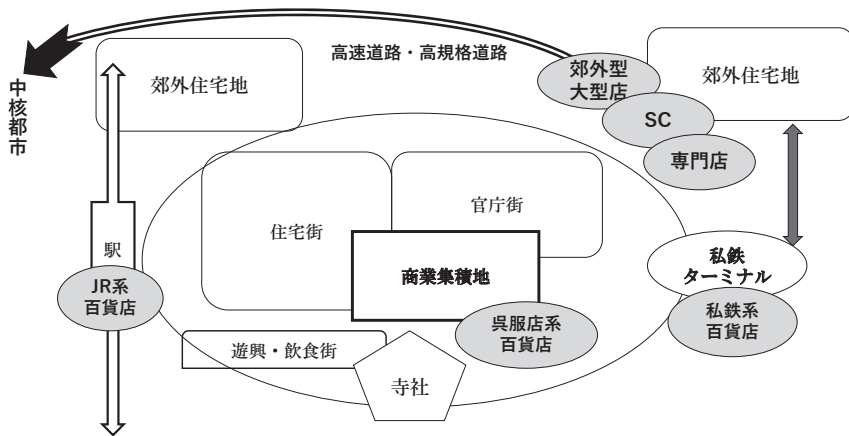 高速道路・高規格道路
中核都市
郊外住宅地
郊外型
大型店
郊外住宅地
SC
専門店
住宅街
官庁街
駅
JR系
百貨店
商業集積地
私鉄
ターミナル
私鉄系
百貨店
呉服店系
百貨店
遊興・飲食街
寺社